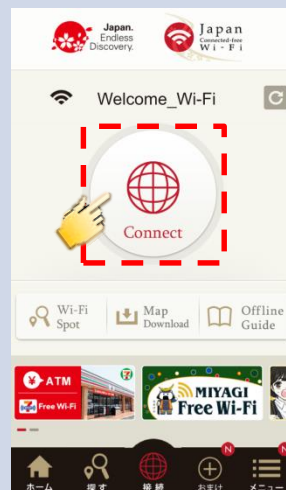 Japan.
Endless
Discovery.
Japan
Connected-free
Wi-Fi
Welcome_Wi-Fi
Connect
Wi-Fi
Spot
Map
Download
Offline
Guide
¥ ATM
Free Wi-Fi
MIYAGI
Free Wi-Fi
N
N
ホーム
探す
接続
おまけ
メニュー